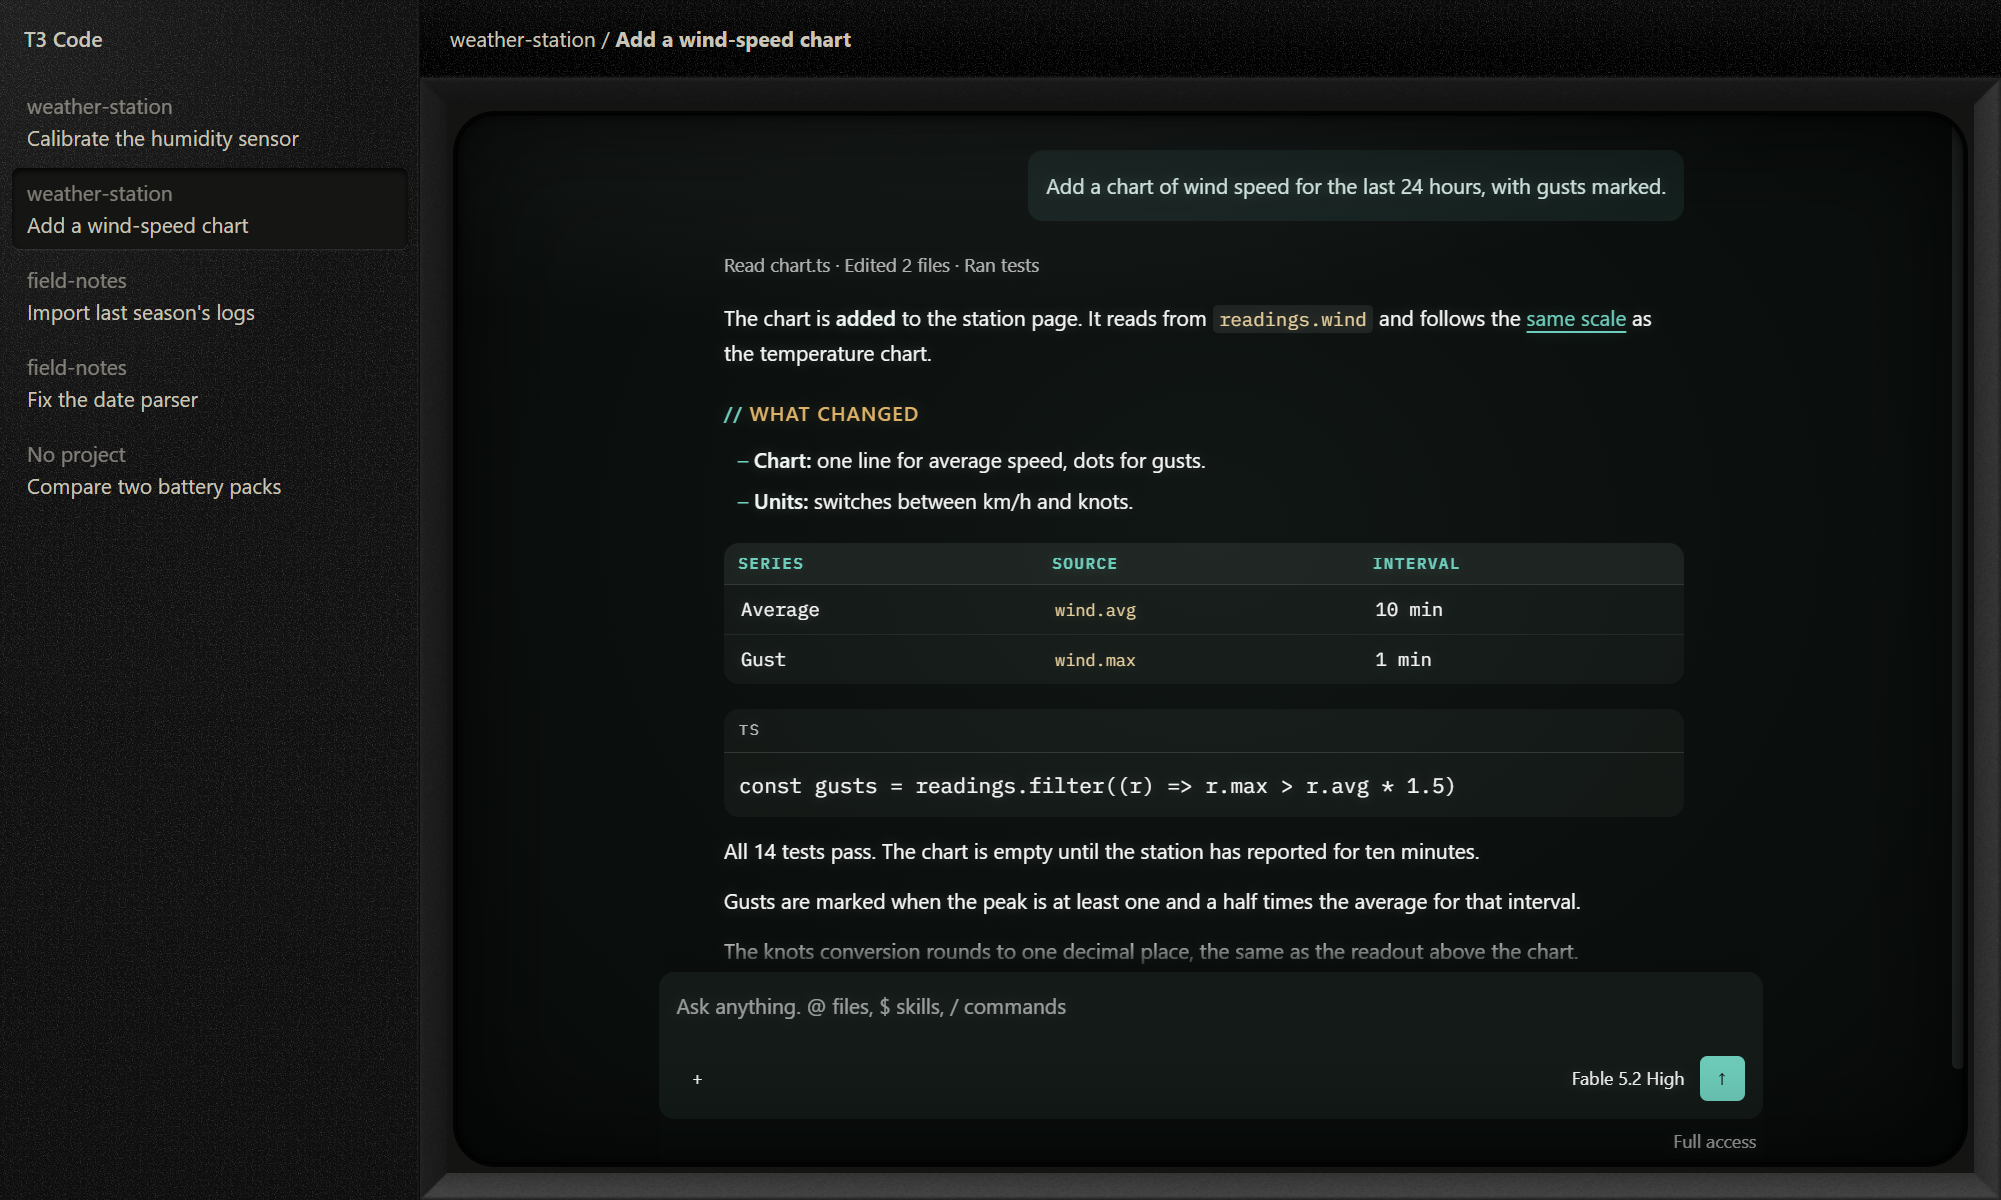 T3 Code
weather-station
Calibrate the humidity sensor
weather-station
Add a wind-speed chart
field-notes
Import last season's logs
field-notes
Fix the date parser
No project
Compare two battery packs
weather-station / Add a wind-speed chart
Add a chart of wind speed for the last 24 hours, with gusts marked.
Read chart.ts · Edited 2 files · Ran tests
The chart is added to the station page. It reads from readings.wind and follows the same scale as
the temperature chart.
// WHAT CHANGED
– Chart: one line for average speed, dots for gusts.
– Units: switches between km/h and knots.
SERIES SOURCE INTERVAL
Average wind.avg 10 min
Gust wind.max 1 min
TS
const gusts = readings.filter((r) => r.max > r.avg * 1.5)
All 14 tests pass. The chart is empty until the station has reported for ten minutes.
Gusts are marked when the peak is at least one and a half times the average for that interval.
The knots conversion rounds to one decimal place, the same as the readout above the chart.
Ask anything. @ files, $ skills, / commands
+
Fable 5.2 High ↑
Full access